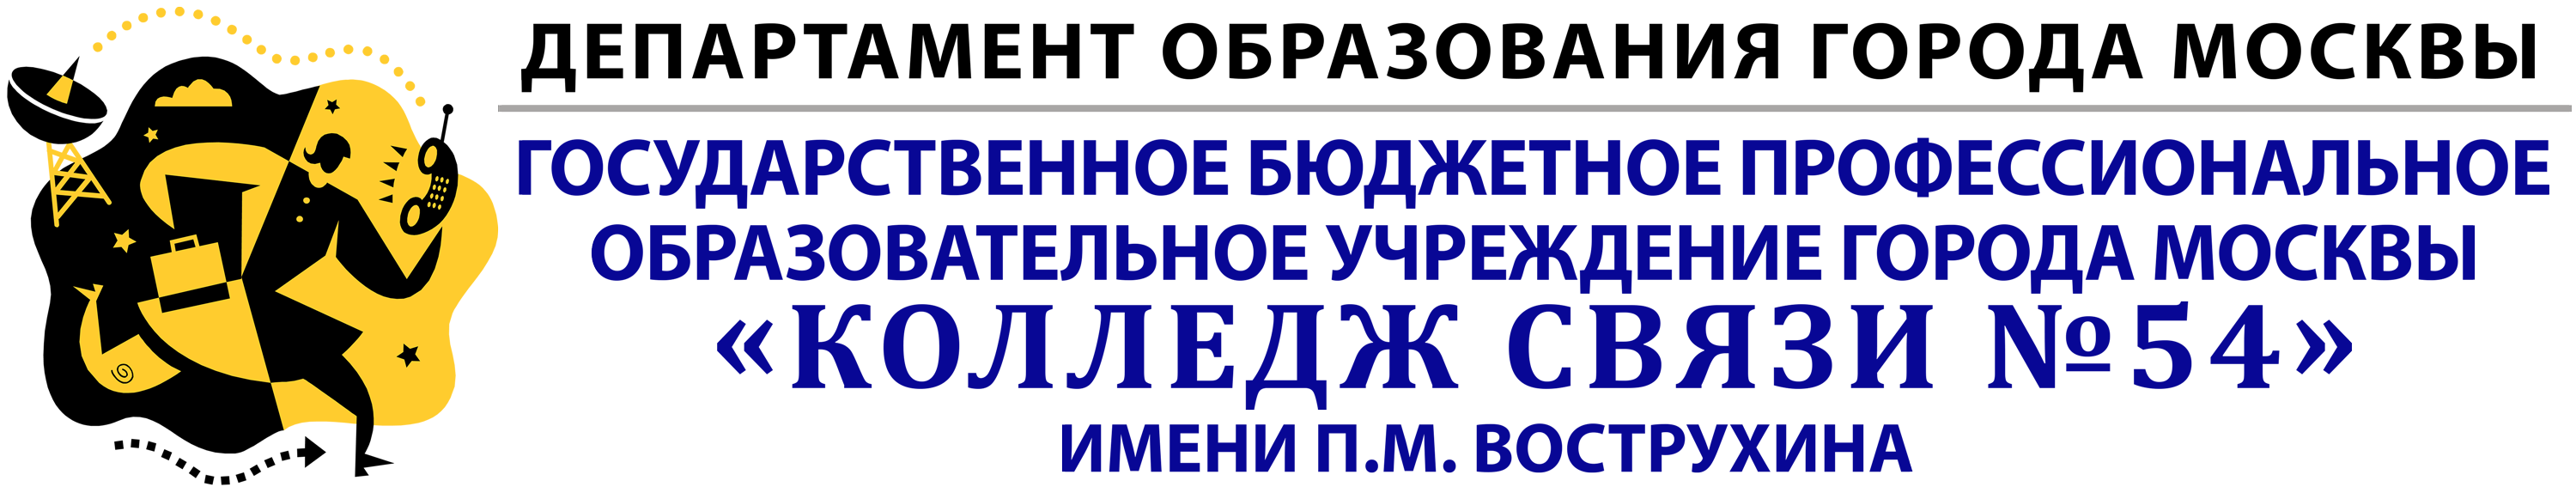 ДЕПАРТАМЕНТ ОБРАЗОВАНИЯ ГОРОДА МОСКВЫ
ГОСУДАРСТВЕННОЕ БЮДЖЕТНОЕ ПРОФЕССИОНАЛЬНОЕ
ОБРАЗОВАТЕЛЬНОЕ УЧРЕЖДЕНИЕ ГОРОДА МОСКВЫ
«КОЛЛЕДЖ СВЯЗИ №54»
ИМЕНИ П.М. ВОСТРУХИНА